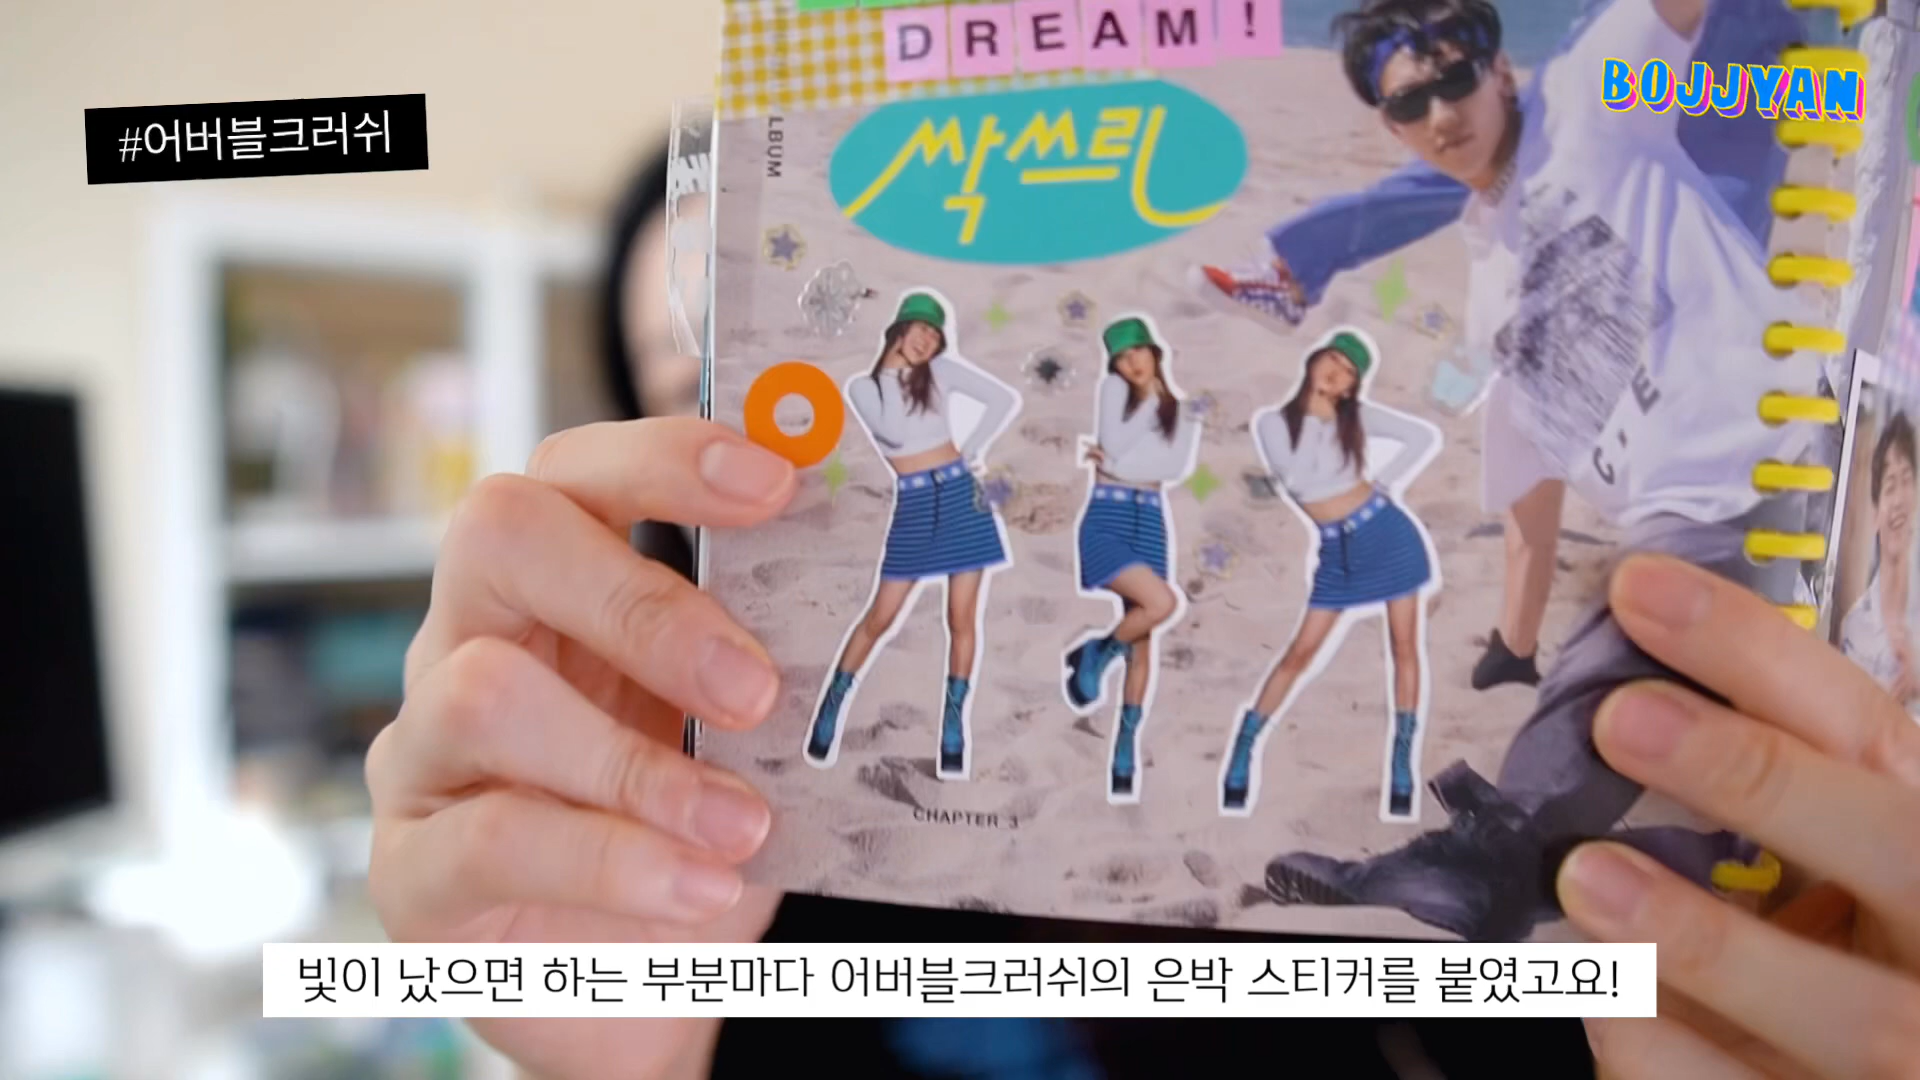 DREAM!
BOJJYAN
#어버블크러쉬
LBUM
싹쓰리
CHAPTER 3
빛이 났으면 하는 부분마다 어버블크러쉬의 은박 스티커를 붙였고요!